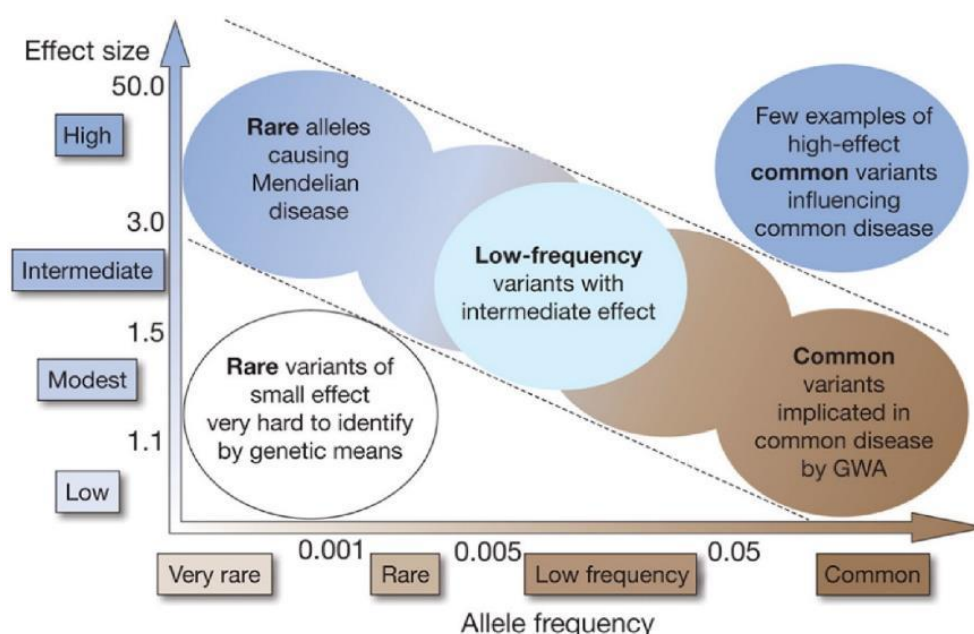 Effect size
50.0
High
3.0
Intermediate
1.5
Modest
1.1
Low
Rare alleles
causing
Mendelian
disease
Few examples of
high-effect
common variants
influencing
common disease
Low-frequency
variants with
intermediate effect
Rare variants of
small effect
very hard to identify
by genetic means
Common
variants
implicated in
common disease
by GWA
0.001
0.005
0.05
Very rare
Rare
Low frequency
Common
Allele frequency